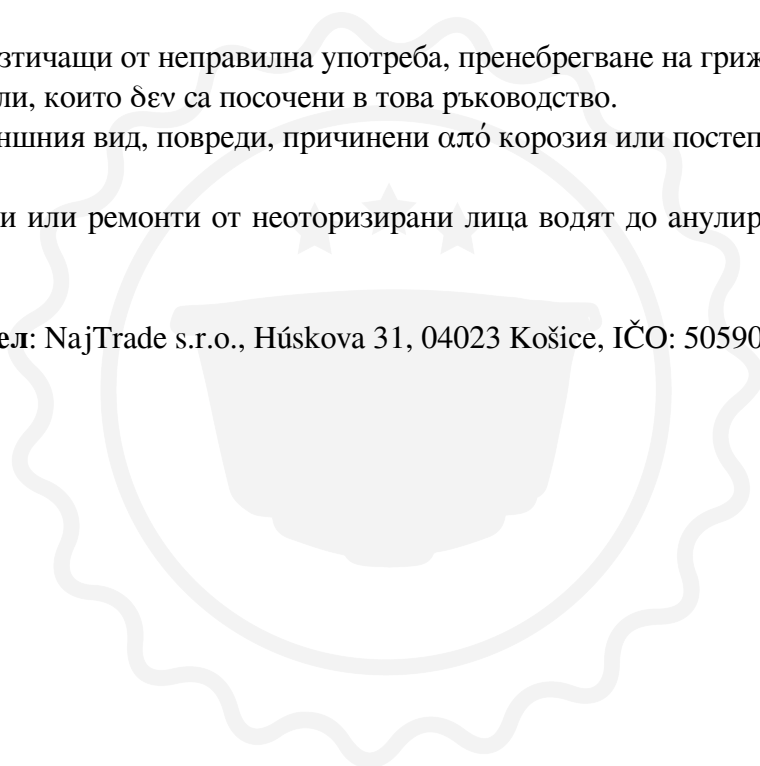 зтичащи от неправилна употреба, пренебрегване на гриж
ли, които δεν са посочени в това ръководство.
ншния вид, повреди, причинени από корозия или постеп
и или ремонти от неоторизирани лица водят до анулир
ел: NajTrade s.r.o., Húskova 31, 04023 Košice, IČO: 50590